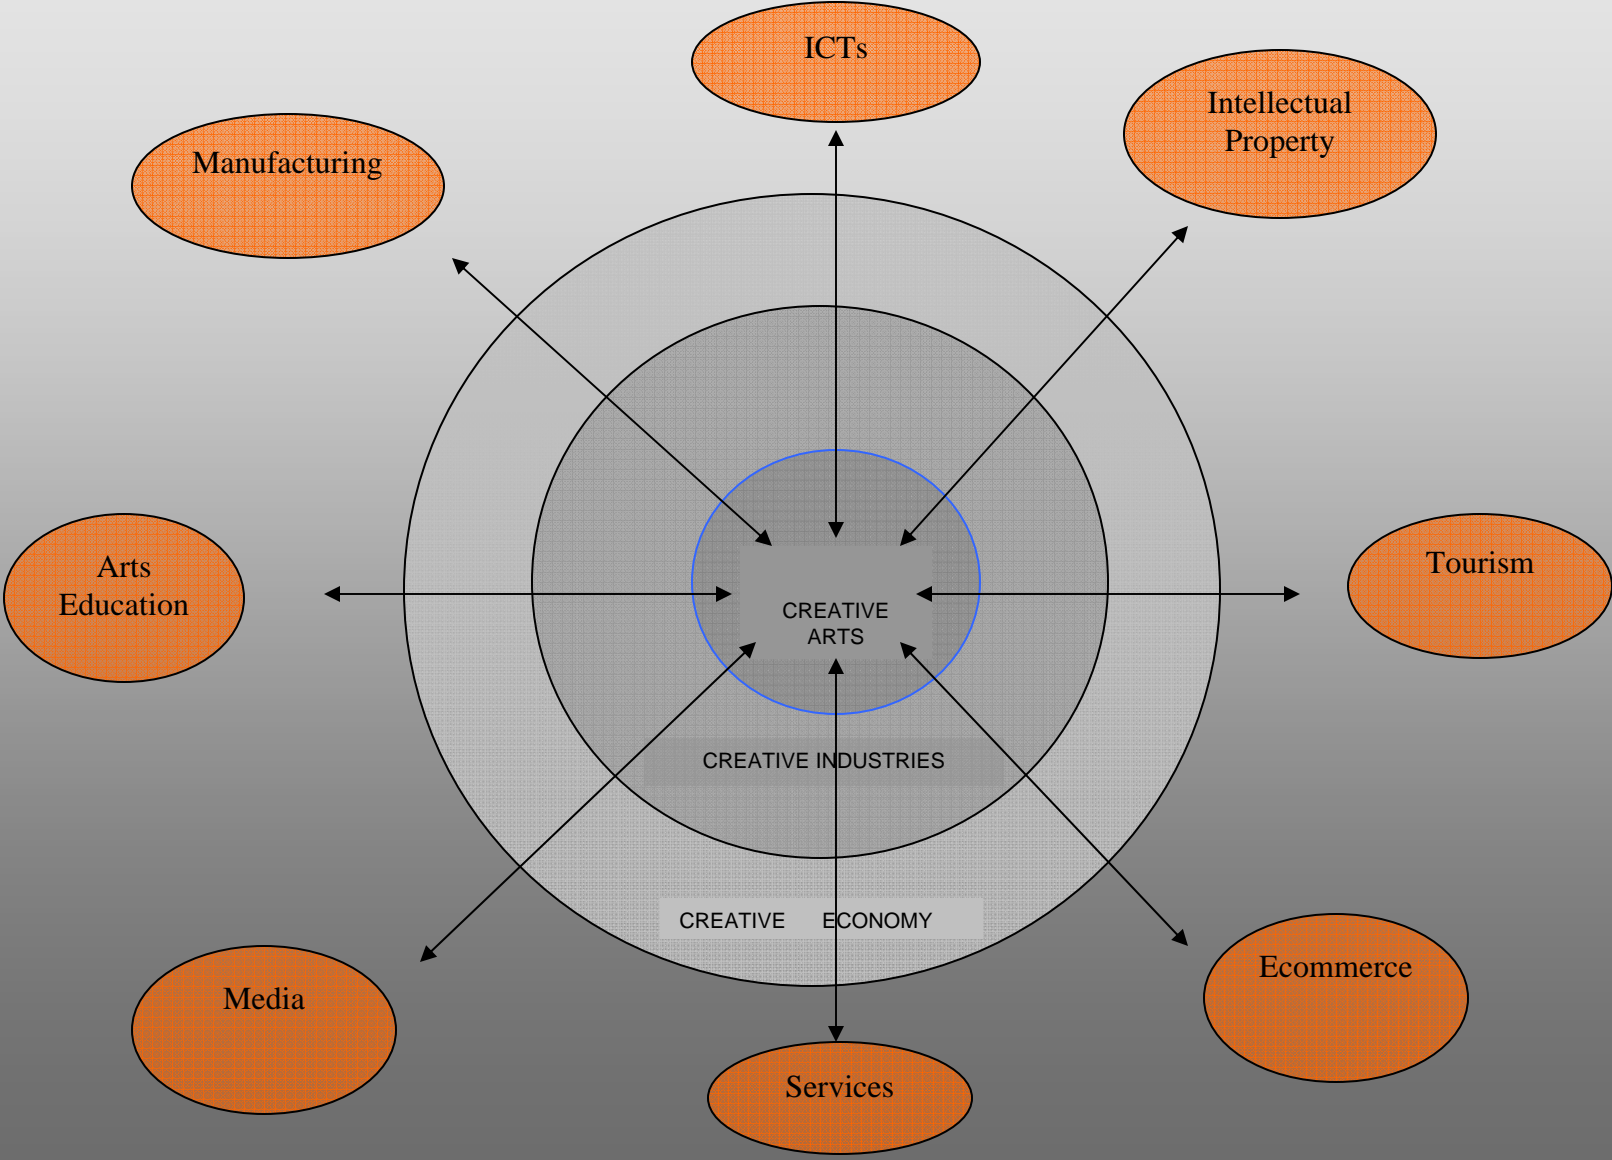 ICTs
Intellectual
Property
Manufacturing
Arts
Education
Tourism
CREATIVE
ARTS
CREATIVE INDUSTRIES
CREATIVE ECONOMY
Media
Ecommerce
Services